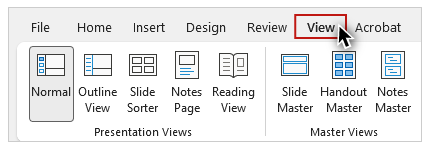 File Home Insert Design Review View Acrobat
Normal Outline View Slide Sorter Notes Page Reading View Slide Master Handout Master Notes Master
Presentation Views Master Views